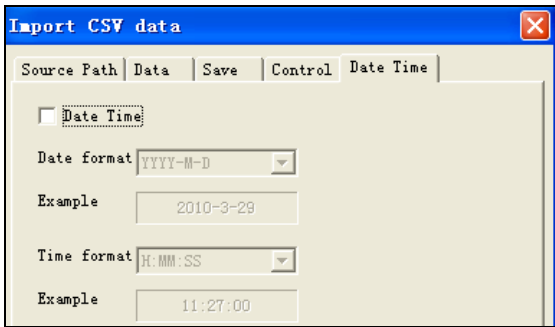 Import CSV data
Source Path Data Save Control Date Time
Date Time
Date format YYYY-M-D
Example 2010-3-29
Time format H:MM:SS
Example 11:27:00